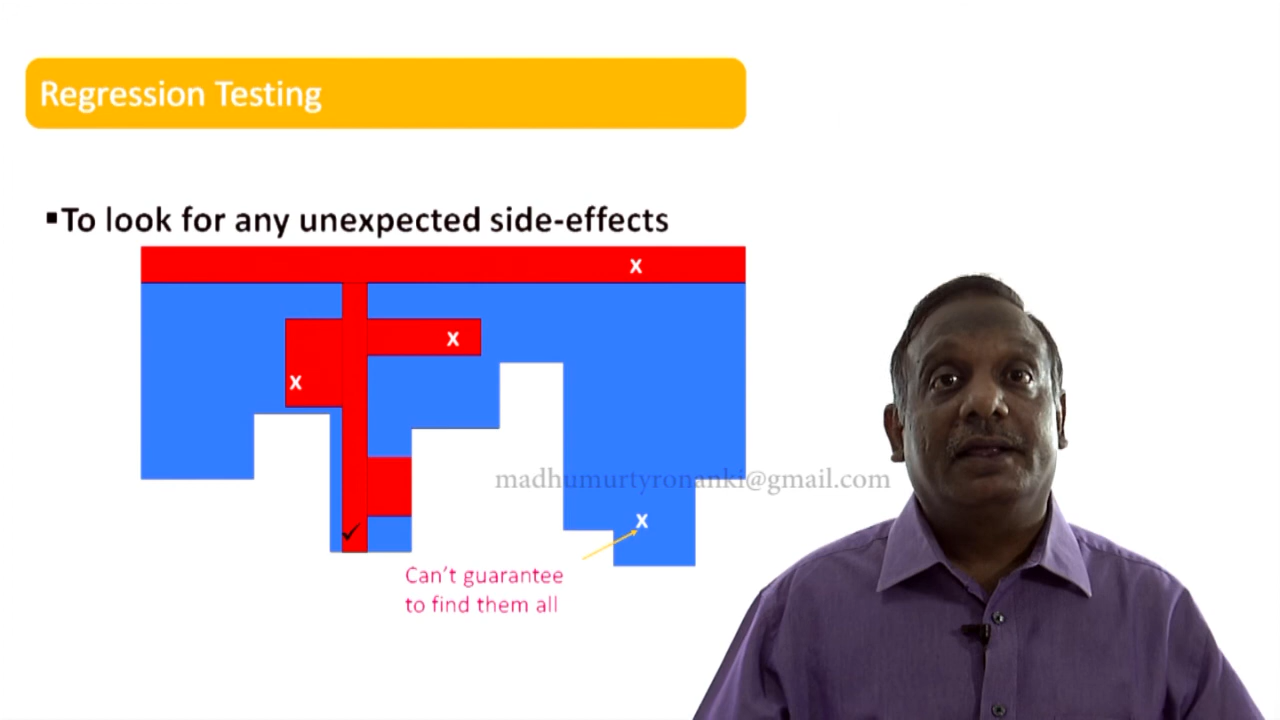 Regression Testing
▪To look for any unexpected side-effects
x
x
x
madhumurtyronanki@gmail.com
x
✓
Can't guarantee
to find them all